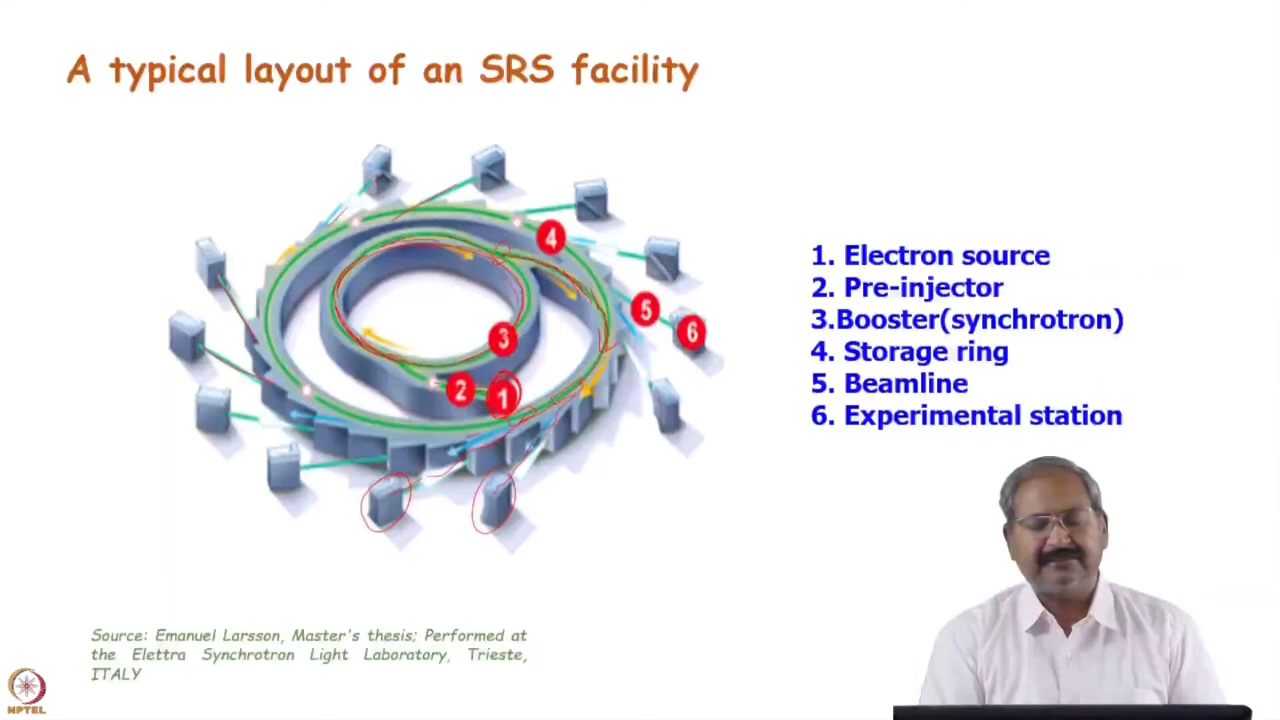 A typical layout of an SRS facility
4
5
6
3
2
1
1. Electron source
2. Pre-injector
3.Booster(synchrotron)
4. Storage ring
5. Beamline
6. Experimental station
Source: Emanuel Larsson, Master's thesis; Performed at
the Elettra Synchrotron Light Laboratory, Trieste,
ITALY
NPTEL